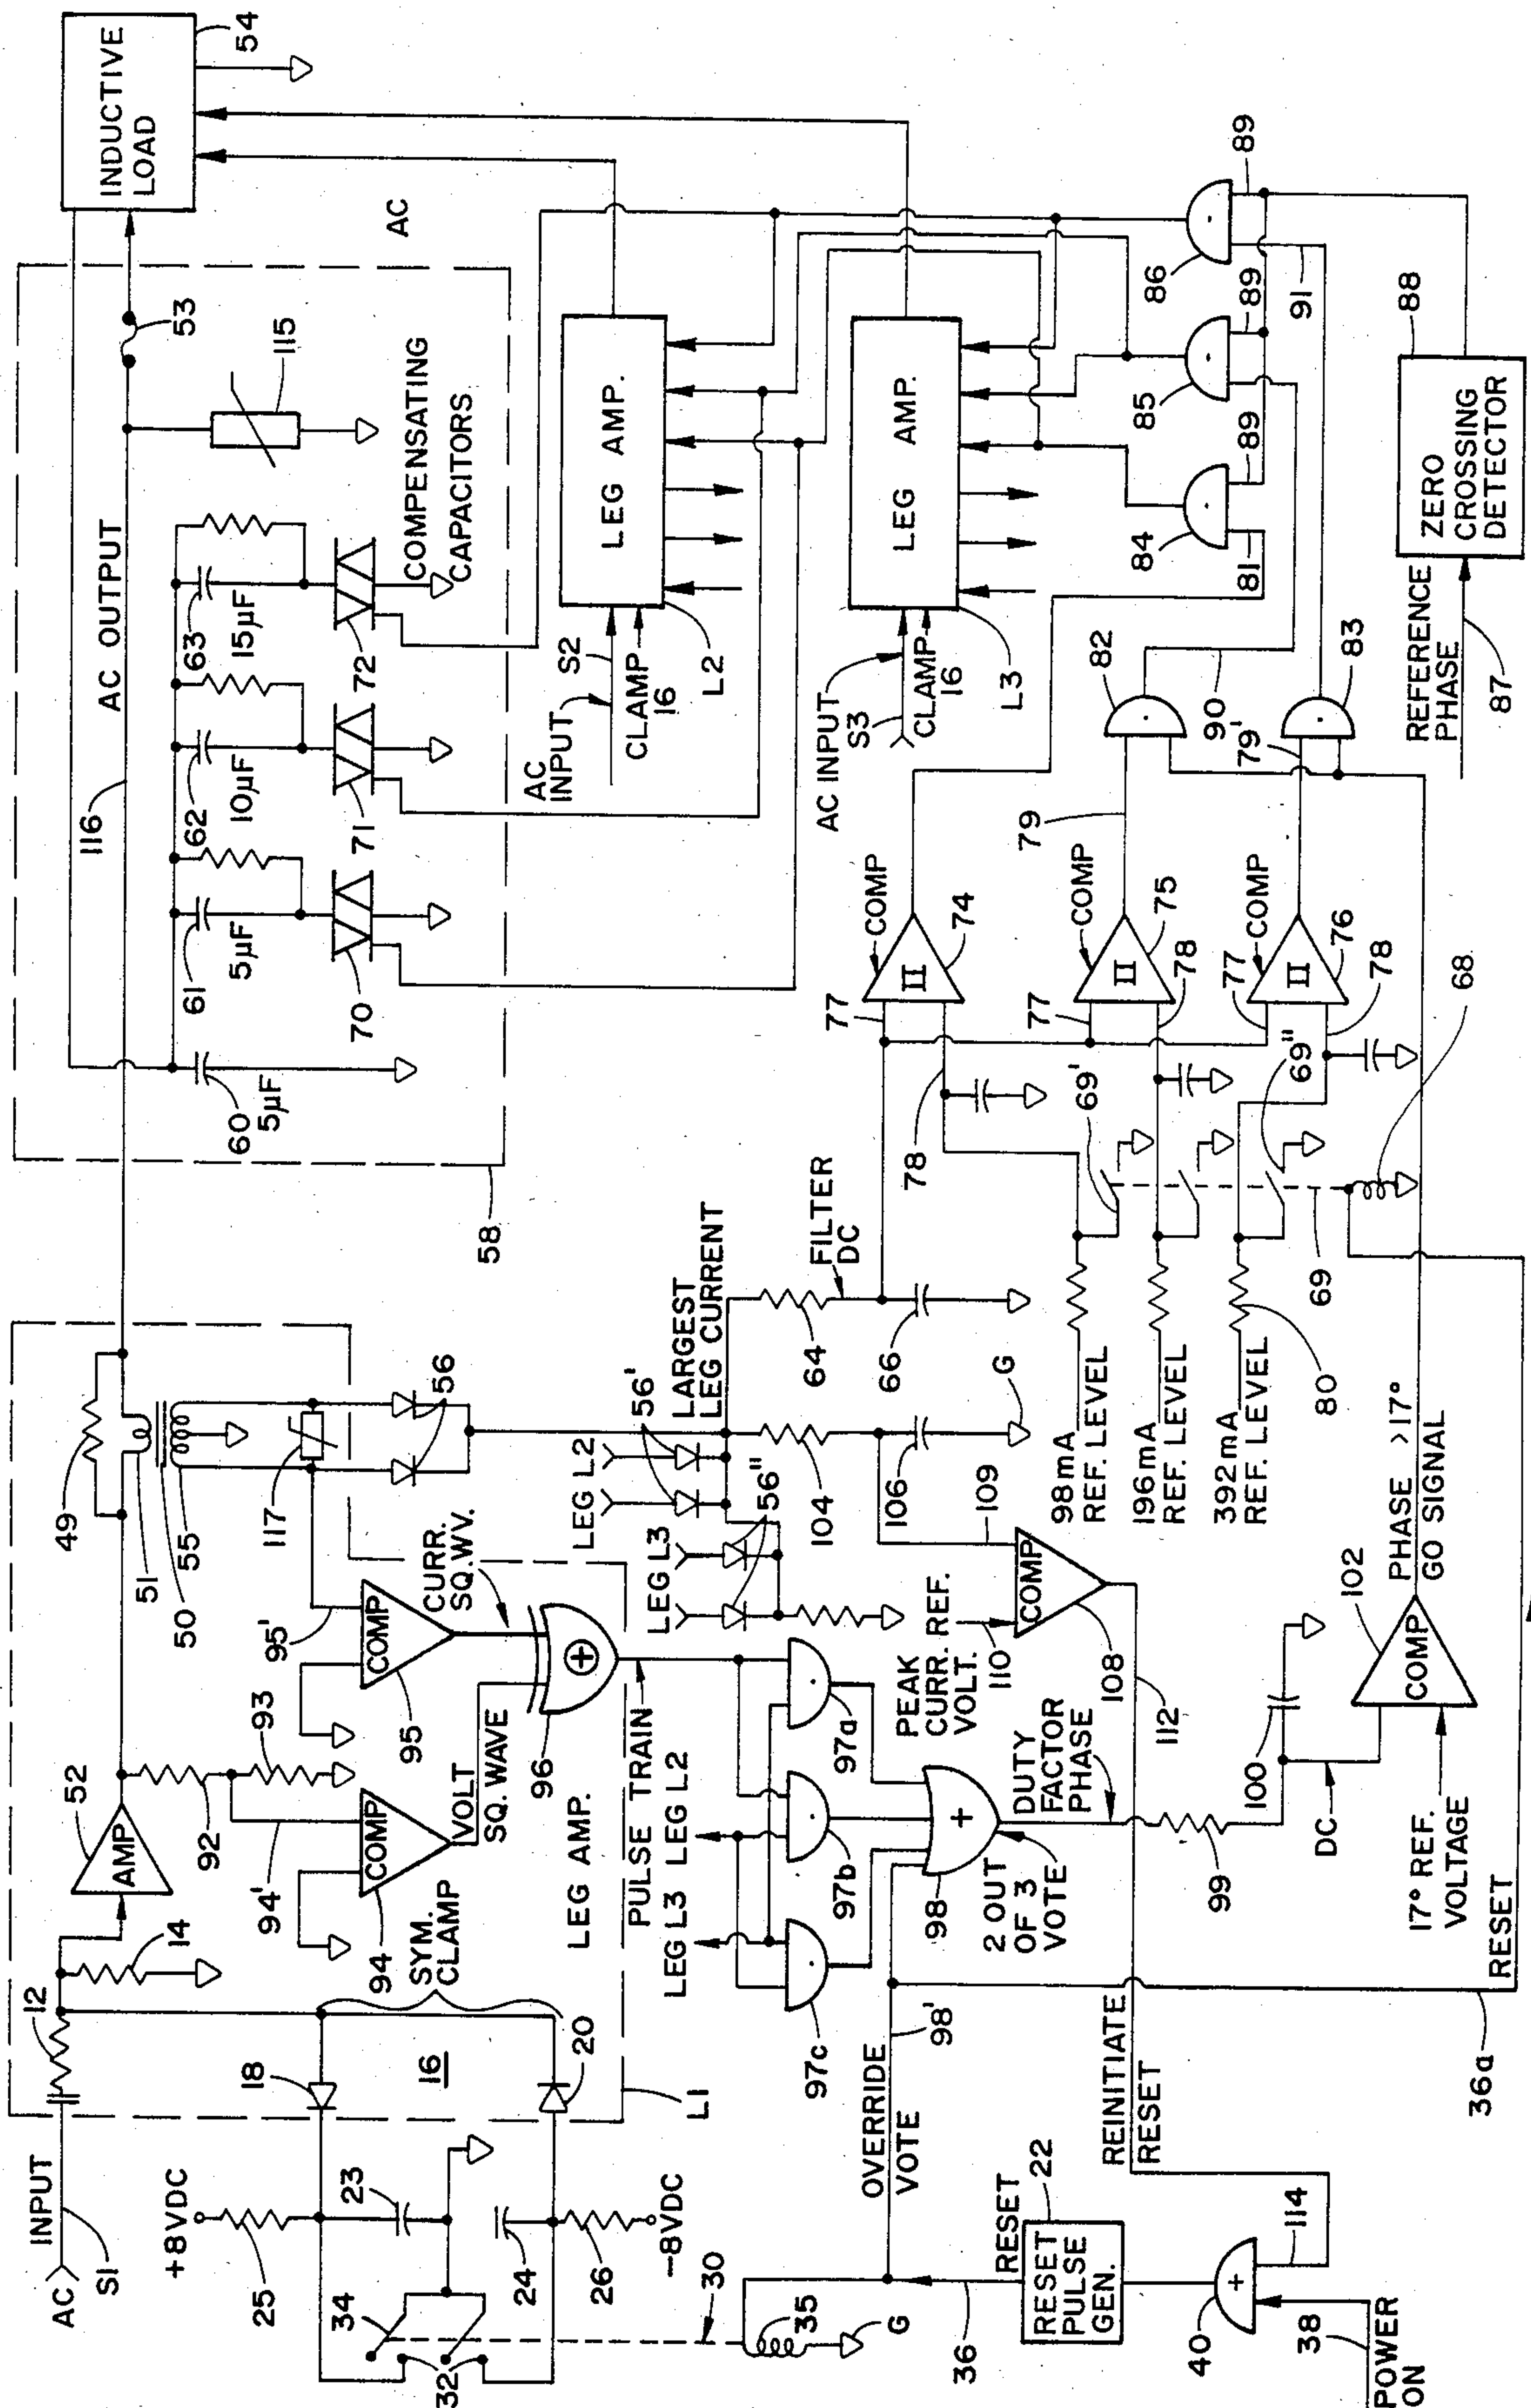 INDUCTIVE
LOAD
54
AC
53
115
AC OUTPUT
116
COMPENSATING
CAPACITORS
63
15µF
72
62
10µF
71
61
5µF
70
60
5µF
58
49
51
50
55
117
56
52
AMP
92
93
94'
94
COMP
95'
95
COMP
CURR.
SQ.WV.
VOLT
SQ. WAVE
96
LEG AMP.
PULSE TRAIN
14
12
SYM.
CLAMP
18
16
20
L1
INPUT
AC
S1
+8VDC
25
23
24
26
-8VDC
34
32
30
35
G
LEG AMP.
AC
INPUT
S2
CLAMP
16
L2
LEG AMP.
AC INPUT
S3
CLAMP
16
L3
86
89
85
89
84
89
91
81
88
ZERO
CROSSING
DETECTOR
REFERENCE
PHASE
87
82
83
90
79
79'
COMP
74
77
II
COMP
75
77
78
II
COMP
76
77
78
II
78
69'
69"
68
69
80
98mA
REF. LEVEL
196mA
REF. LEVEL
392mA
REF. LEVEL
FILTER
DC
64
66
LARGEST
LEG CURRENT
56'
LEG L2
56"
LEG L3
104
106
G
109
COMP
108
110
PEAK
CURR. REF.
VOLT.
112
PHASE >17°
GO SIGNAL
102
COMP
17° REF.
VOLTAGE
100
DC
99
DUTY
FACTOR
PHASE
97a
97b
97c
98
+
2 OUT
OF 3
VOTE
LEG L3
LEG L2
98'
OVERRIDE
VOTE
REINITIATE
RESET
RESET
36a
RESET
22
RESET
PULSE
GEN.
36
40
+
114
38
POWER
ON